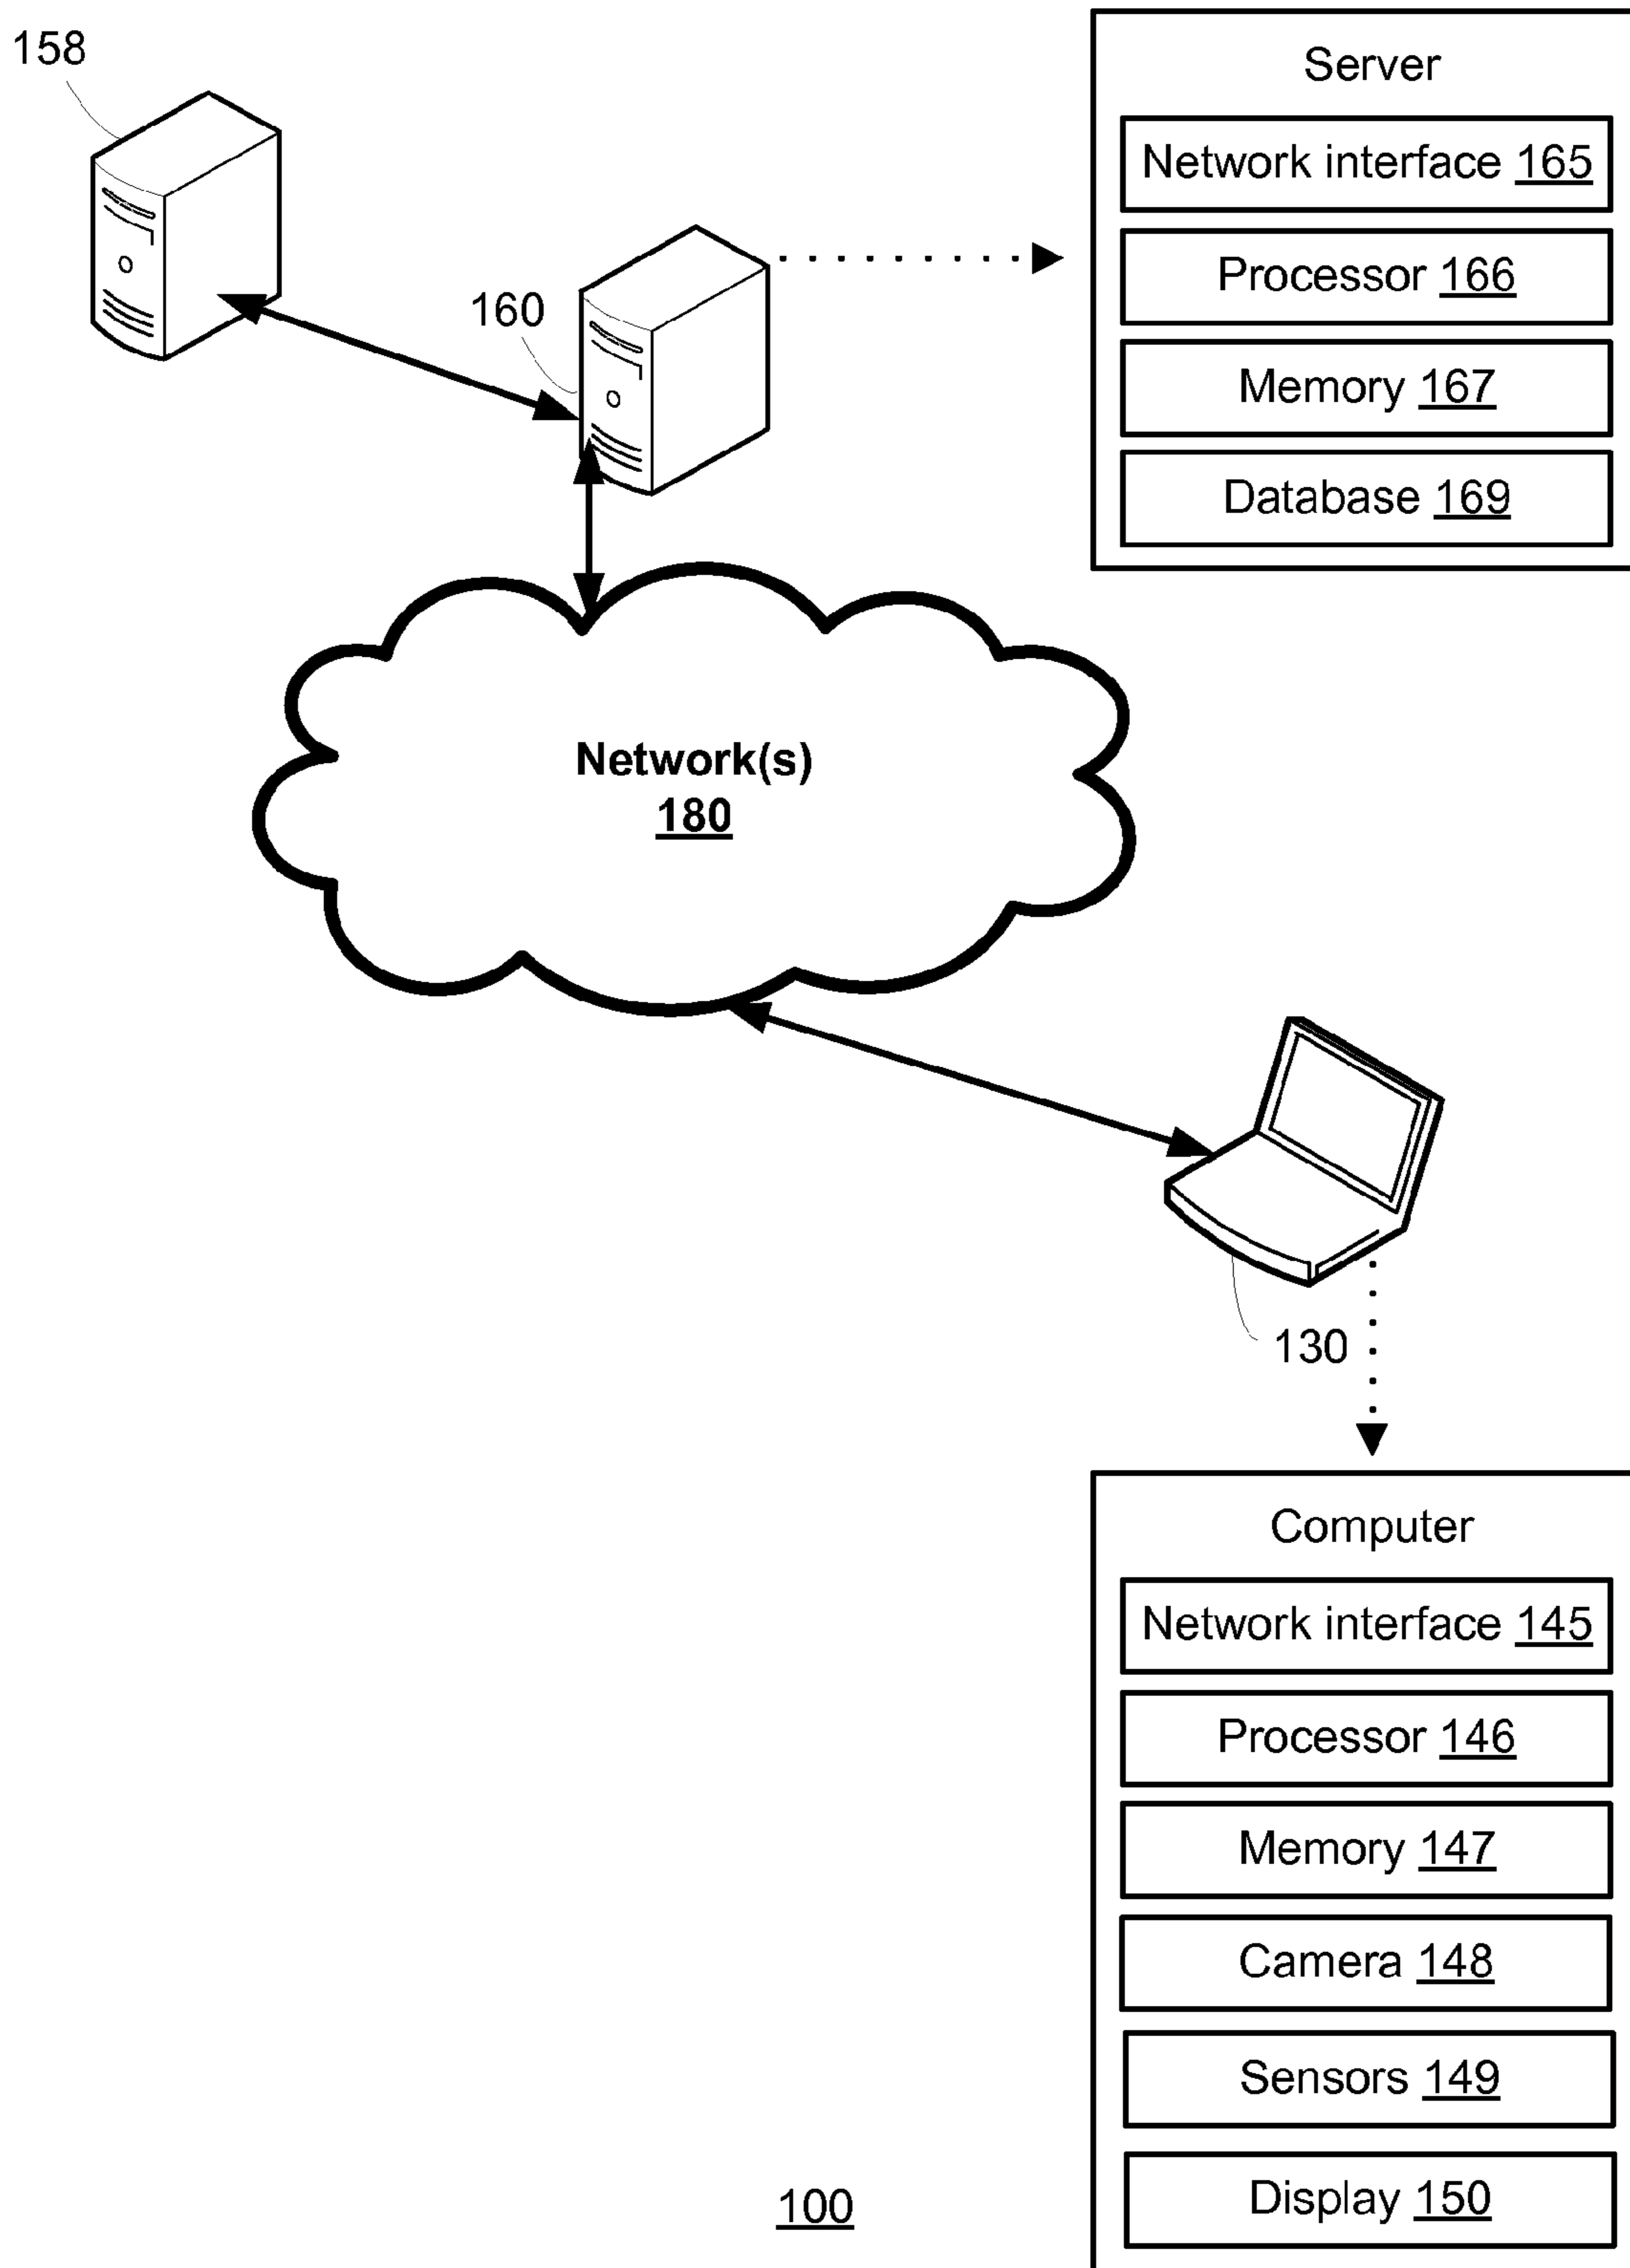 158
Server
Network interface 165
160
Processor 166
Memory 167
Database 169
Network(s)
180
130
Computer
Network interface 145
Processor 146
Memory 147
Camera 148
Sensors 149
Display 150
100